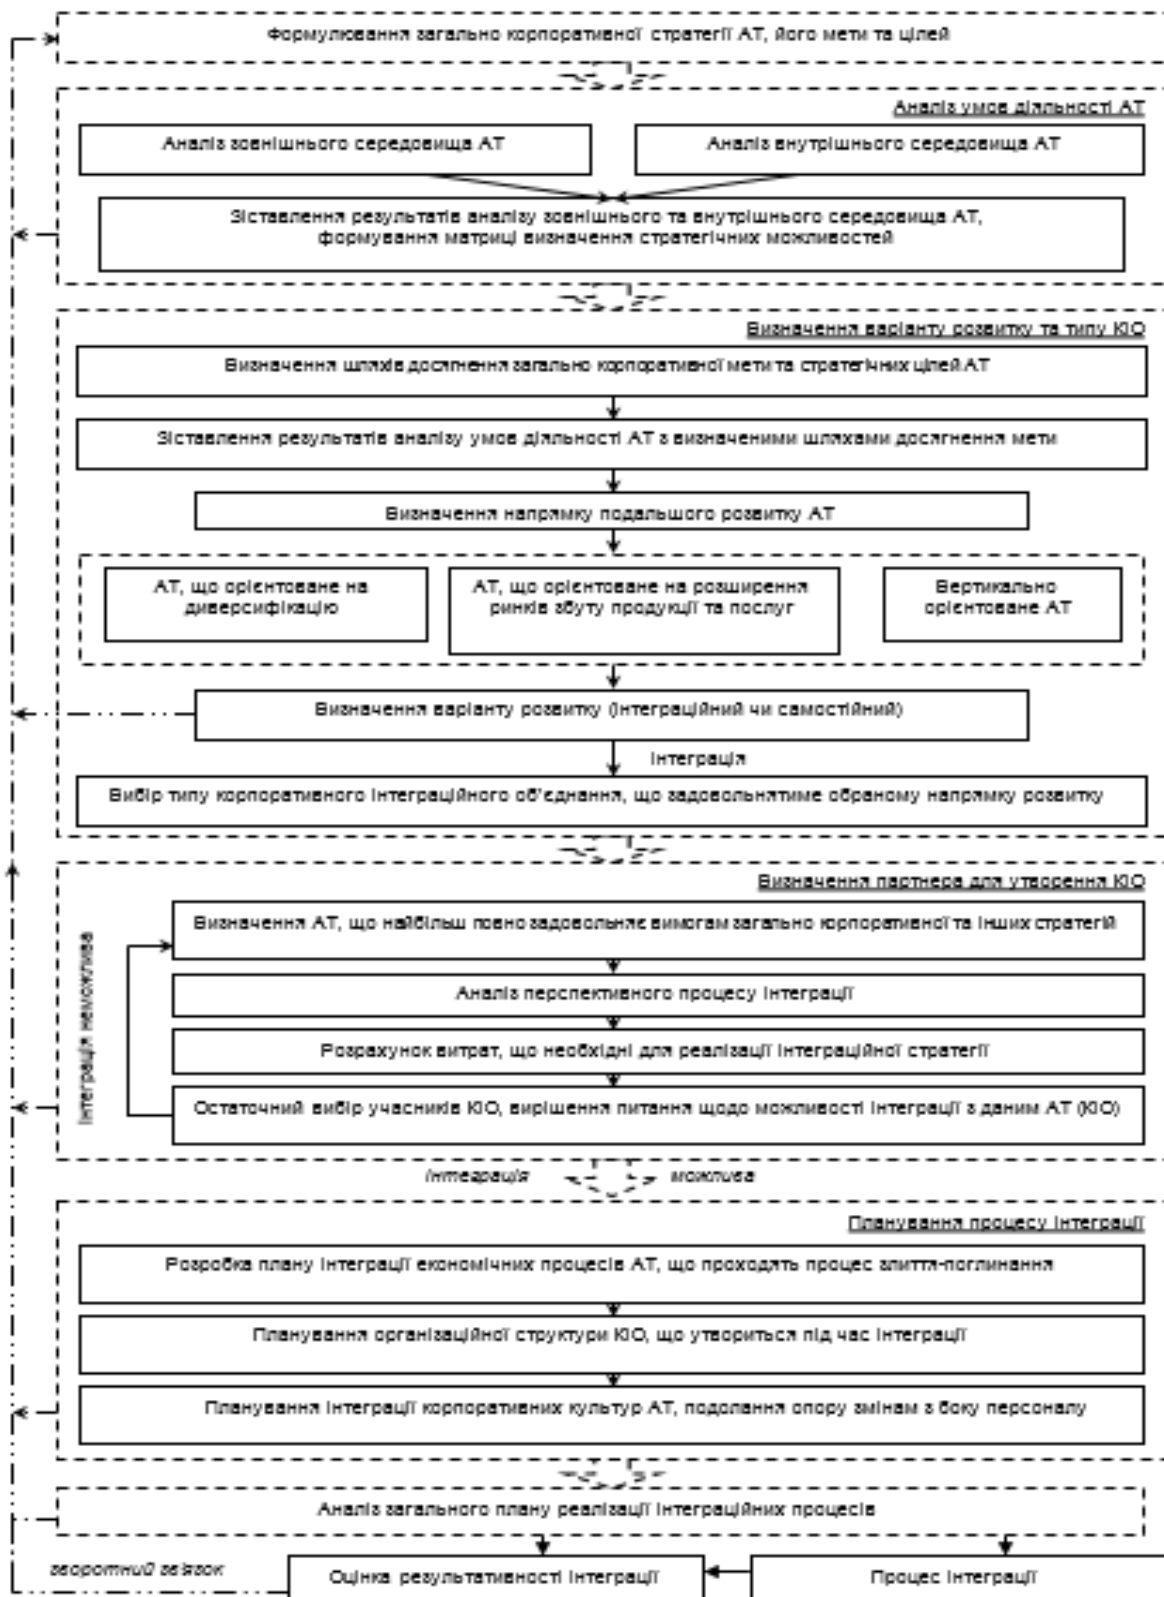 Формулювання загально корпоративної стратегії АТ, його мети та цілей
Аналіз умов діяльності АТ
Аналіз зовнішнього середовища АТ
Аналіз внутрішнього середовища АТ
Зіставлення результатів аналізу зовнішнього та внутрішнього середовища АТ,
формування матриці визначення стратегічних можливостей
Визначення варіанту розвитку та типу КІО
Визначення шляхів досягнення загально корпоративної мети та стратегічних цілей АТ
Зіставлення результатів аналізу умов діяльності АТ з визначеними шляхами досягнення мети
Визначення напрямку подальшого розвитку АТ
АТ, що орієнтоване на
диверсифікацію
АТ, що орієнтоване на розширення
ринків збуту продукції та послуг
Вертикально
орієнтоване АТ
Визначення варіанту розвитку (інтеграційний чи самостійний)
Інтеграція
Вибір типу корпоративного інтеграційного об'єднання, що задовольнятиме обраному напрямку розвитку
Визначення партнера для утворення КІО
Визначення АТ, що найбільш повно задовольняє вимогам загально корпоративної та інших стратегій
Аналіз перспективного процесу інтеграції
Розрахунок витрат, що необхідні для реалізації інтеграційної стратегії
Остаточний вибір учасників КІО, вирішення питання щодо можливості інтеграції з даним АТ (КІО)
Інтеграція неможлива
Інтеграція можлива
Планування процесу інтеграції
Розробка плану інтеграції економічних процесів АТ, що проходять процес злиття-поглинання
Планування організаційної структури КІО, що утвориться під час інтеграції
Планування інтеграції корпоративних культур АТ, подолання опору змінам з боку персоналу
Аналіз загального плану реалізації інтеграційних процесів
зворотний зв'язок
Оцінка результативності інтеграції
Процес інтеграції